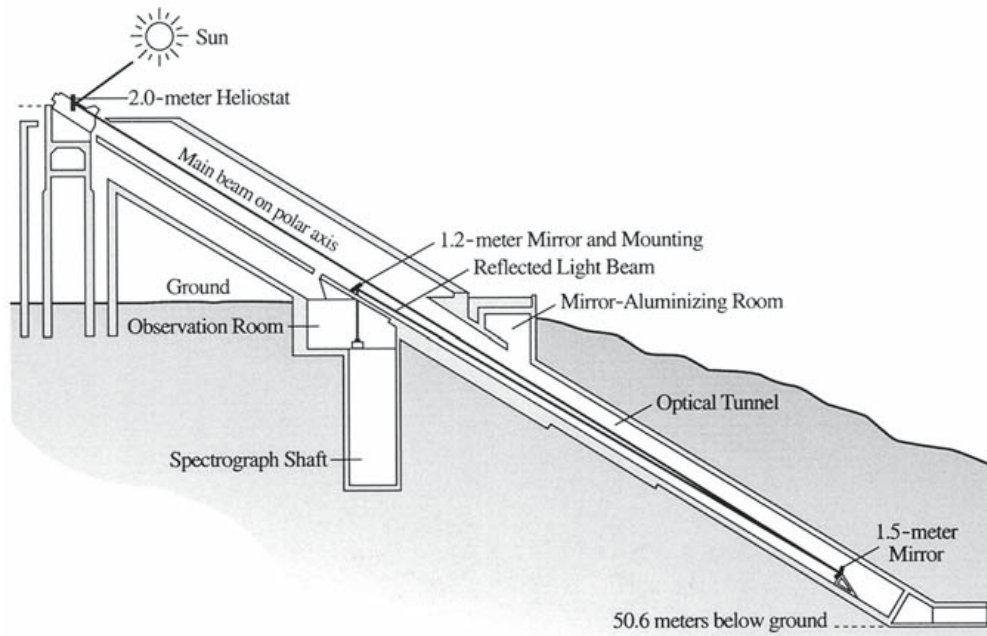 Sun
2.0-meter Heliostat
Main beam on polar axis
1.2-meter Mirror and Mounting
Reflected Light Beam
Ground
Mirror-Aluminizing Room
Observation Room
Optical Tunnel
Spectrograph Shaft
1.5-meter
Mirror
50.6 meters below ground